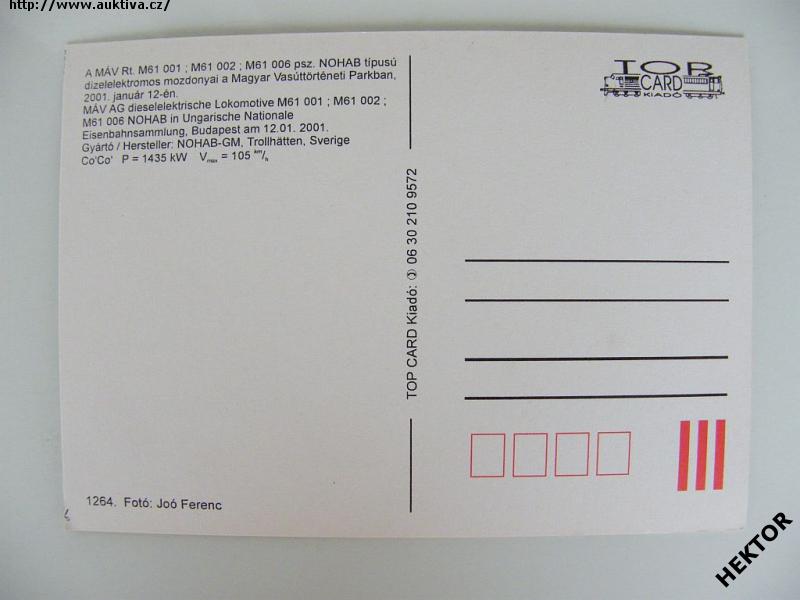 http://www.auktiva.cz/
A MÁV Rt. M61 001 ; M61 002 ; M61 006 psz. NOHAB típusú
dízelelektromos mozdonyai a Magyar Vasúttörténeti Parkban,
2001. január 12-én.
MÁV AG dieselelektrische Lokomotive M61 001 ; M61 002 ;
M61 006 NOHAB in Ungarische Nationale
Eisenbahnsammlung, Budapest am 12.01. 2001.
Gyártó / Hersteller: NOHAB-GM, Trollhätten, Sverige
Co'Co' P = 1435 kW Vmax = 105 km/h
TOP
CARD
KIADÓ
TOP CARD Kiadó: ✆ 06 30 210 9572
1264. Fotó: Joó Ferenc
HEKTOR